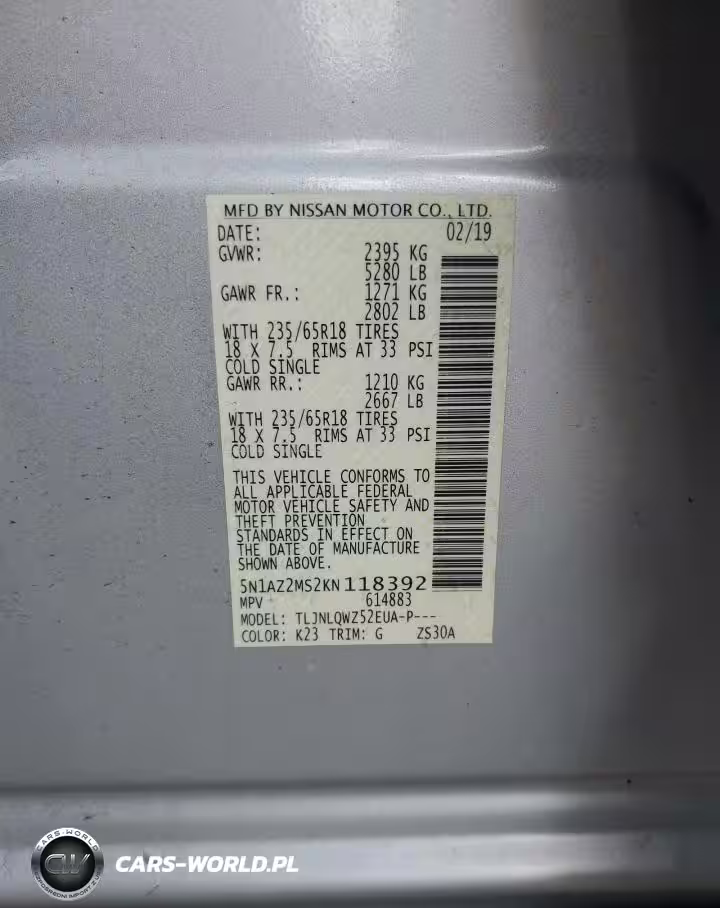 MFD BY NISSAN MOTOR CO., LTD.
DATE: 02/19
GVWR: 2395 KG
5280 LB
GAWR FR.: 1271 KG
2802 LB
WITH 235/65R18 TIRES
18 X 7.5 RIMS AT 33 PSI
COLD SINGLE
GAWR RR.: 1210 KG
2667 LB
WITH 235/65R18 TIRES
18 X 7.5 RIMS AT 33 PSI
COLD SINGLE
THIS VEHICLE CONFORMS TO
ALL APPLICABLE FEDERAL
MOTOR VEHICLE SAFETY AND
THEFT PREVENTION
STANDARDS IN EFFECT ON
THE DATE OF MANUFACTURE
SHOWN ABOVE.
5N1AZ2MS2KN118392
MPV 614883
MODEL: TLJNLQWZ52EUA-P---
COLOR: K23 TRIM: G ZS30A
CARS-WORLD.PL
CARS-WORLD
CW